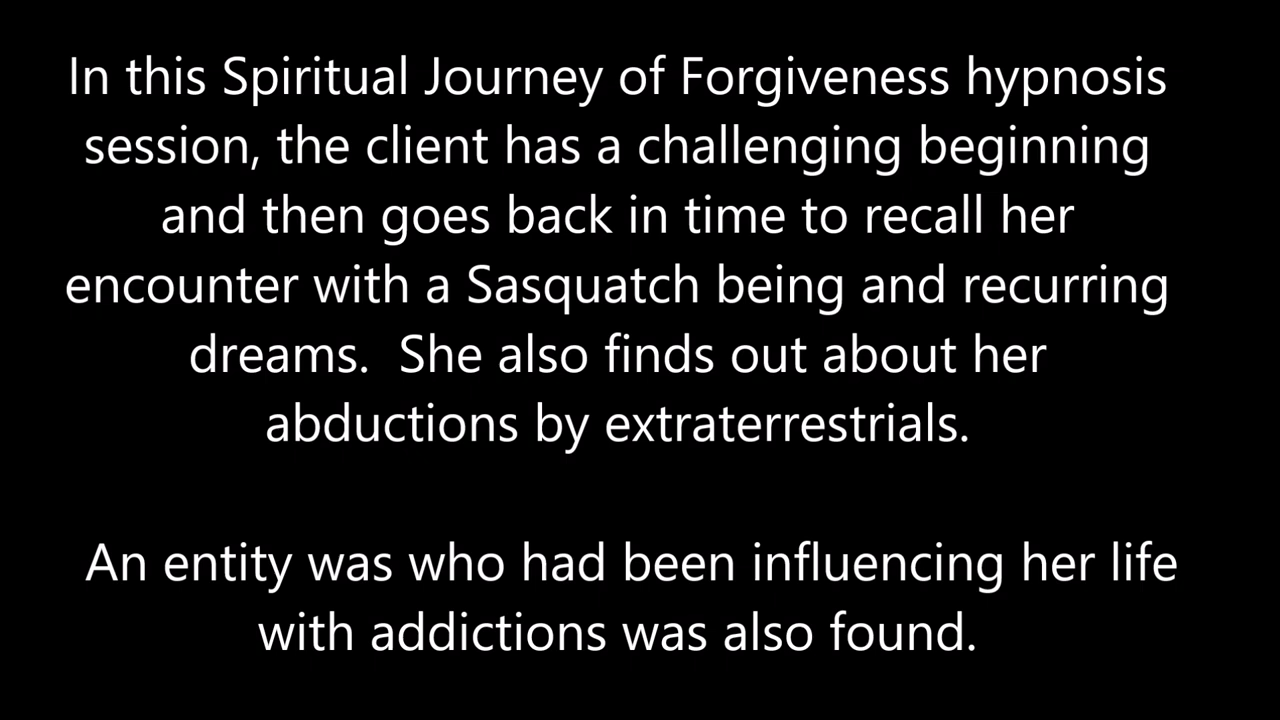 In this Spiritual Journey of Forgiveness hypnosis
session, the client has a challenging beginning
and then goes back in time to recall her
encounter with a Sasquatch being and recurring
dreams.  She also finds out about her
abductions by extraterrestrials.
An entity was who had been influencing her life
with addictions was also found.